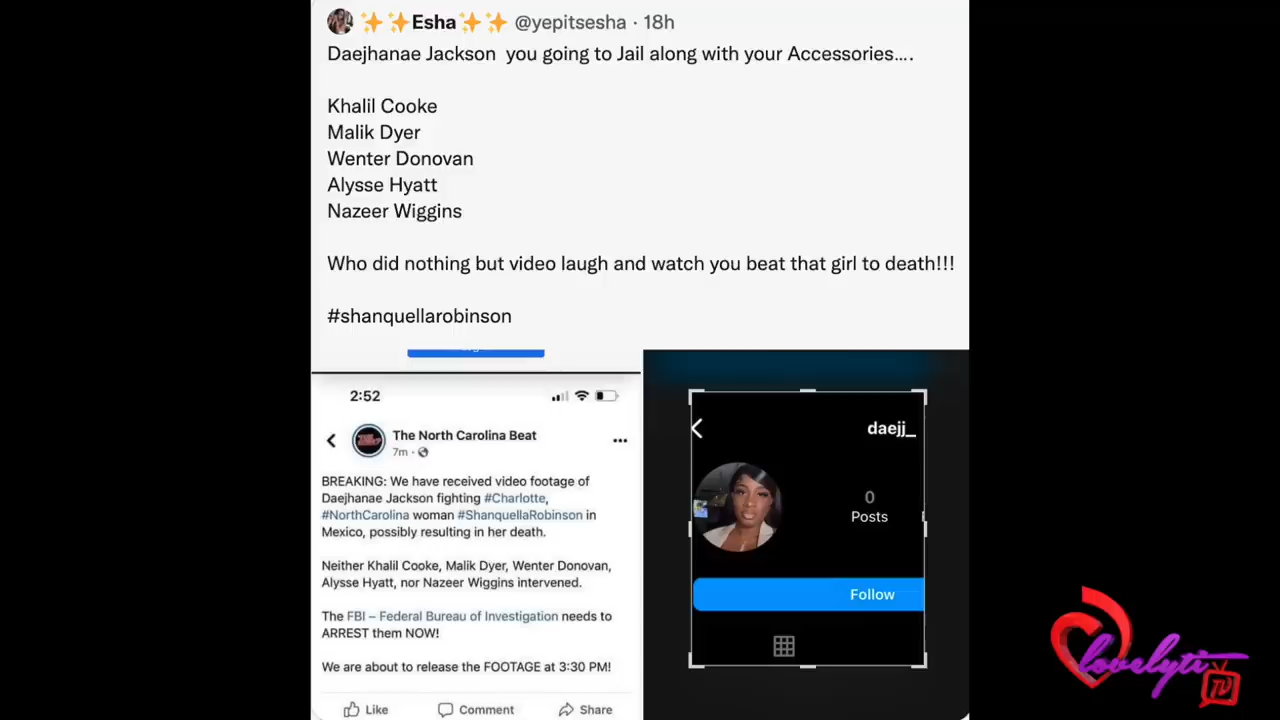 ✨✨Esha✨✨ @yepitsesha · 18h
Daejhanae Jackson you going to Jail along with your Accessories....
Khalil Cooke
Malik Dyer
Wenter Donovan
Alysse Hyatt
Nazeer Wiggins
Who did nothing but video laugh and watch you beat that girl to death!!!
#shanquellarobinson
2:52
The North Carolina Beat
7m ·
BREAKING: We have received video footage of
Daejhanae Jackson fighting #Charlotte,
#NorthCarolina woman #ShanquellaRobinson in
Mexico, possibly resulting in her death.
Neither Khalil Cooke, Malik Dyer, Wenter Donovan,
Alysse Hyatt, nor Nazeer Wiggins intervened.
The FBI – Federal Bureau of Investigation needs to
ARREST them NOW!
We are about to release the FOOTAGE at 3:30 PM!
Like Comment Share
daejj_
0
Posts
Follow
lovelyti
TV